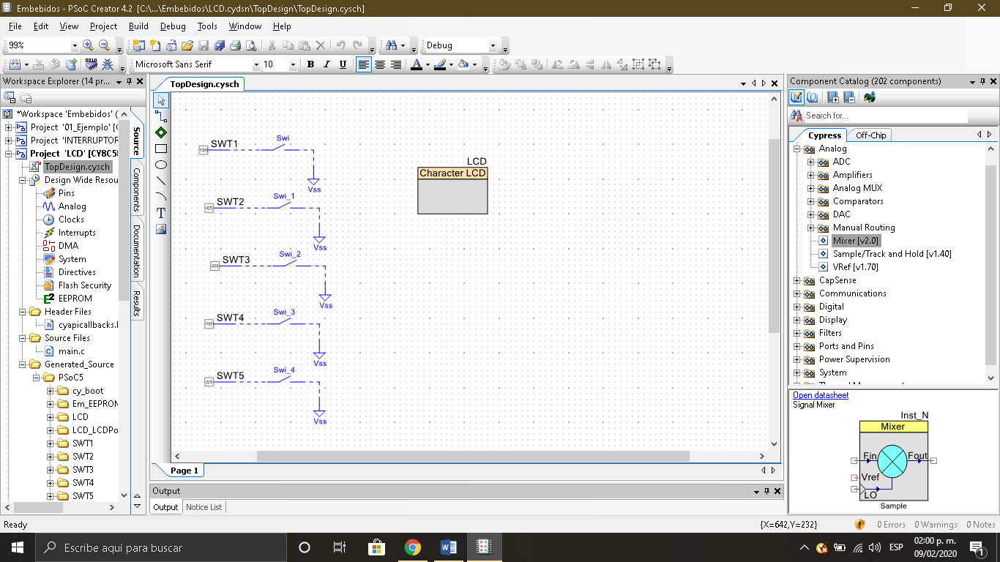 Embebidos - PSoC Creator 4.2 [C:\...\Embebidos\LCD.cydsn\TopDesign\TopDesign.cysch]
File Edit View Project Build Debug Tools Window Help
99% Debug
Microsoft Sans Serif 10 B I U A
Workspace Explorer (14 pr...
*Workspace 'Embebidos' (
Project '01_Ejemplo' [C
Project 'INTERRUPTOR
Project 'LCD' [CY8C5
TopDesign.cysch
Design Wide Resou
Pins
Analog
Clocks
Interrupts
DMA
System
Directives
Flash Security
EEPROM
Header Files
cyapicallbacks.
Source Files
main.c
Generated_Source
PSoC5
cy_boot
Em_EEPROM
LCD
LCD_LCDPo
SWT1
SWT2
SWT3
SWT4
SWT5
Source
Components
Documentation
Results
TopDesign.cysch
T
SWT1 Swi
Vss
SWT2 Swi_1
Vss
SWT3 Swi_2
Vss
SWT4 Swi_3
Vss
SWT5 Swi_4
Vss
LCD
Character LCD
Page 1
Output
Output Notice List
Component Catalog (202 components)
Search for...
Cypress Off-Chip
Analog
ADC
Amplifiers
Analog MUX
Comparators
DAC
Manual Routing
Mixer [v2.0]
Sample/Track and Hold [v1.40]
VRef [v1.70]
CapSense
Communications
Digital
Display
Filters
Ports and Pins
Power Supervision
System
Open datasheet
Signal Mixer
Inst_N
Mixer
Fin Fout
Vref
LO
Sample
Ready {X=642,Y=232} 0 Errors 0 Warnings 0 Notes
Escribe aquí para buscar
ESP
02:00 p. m.
09/02/2020
1